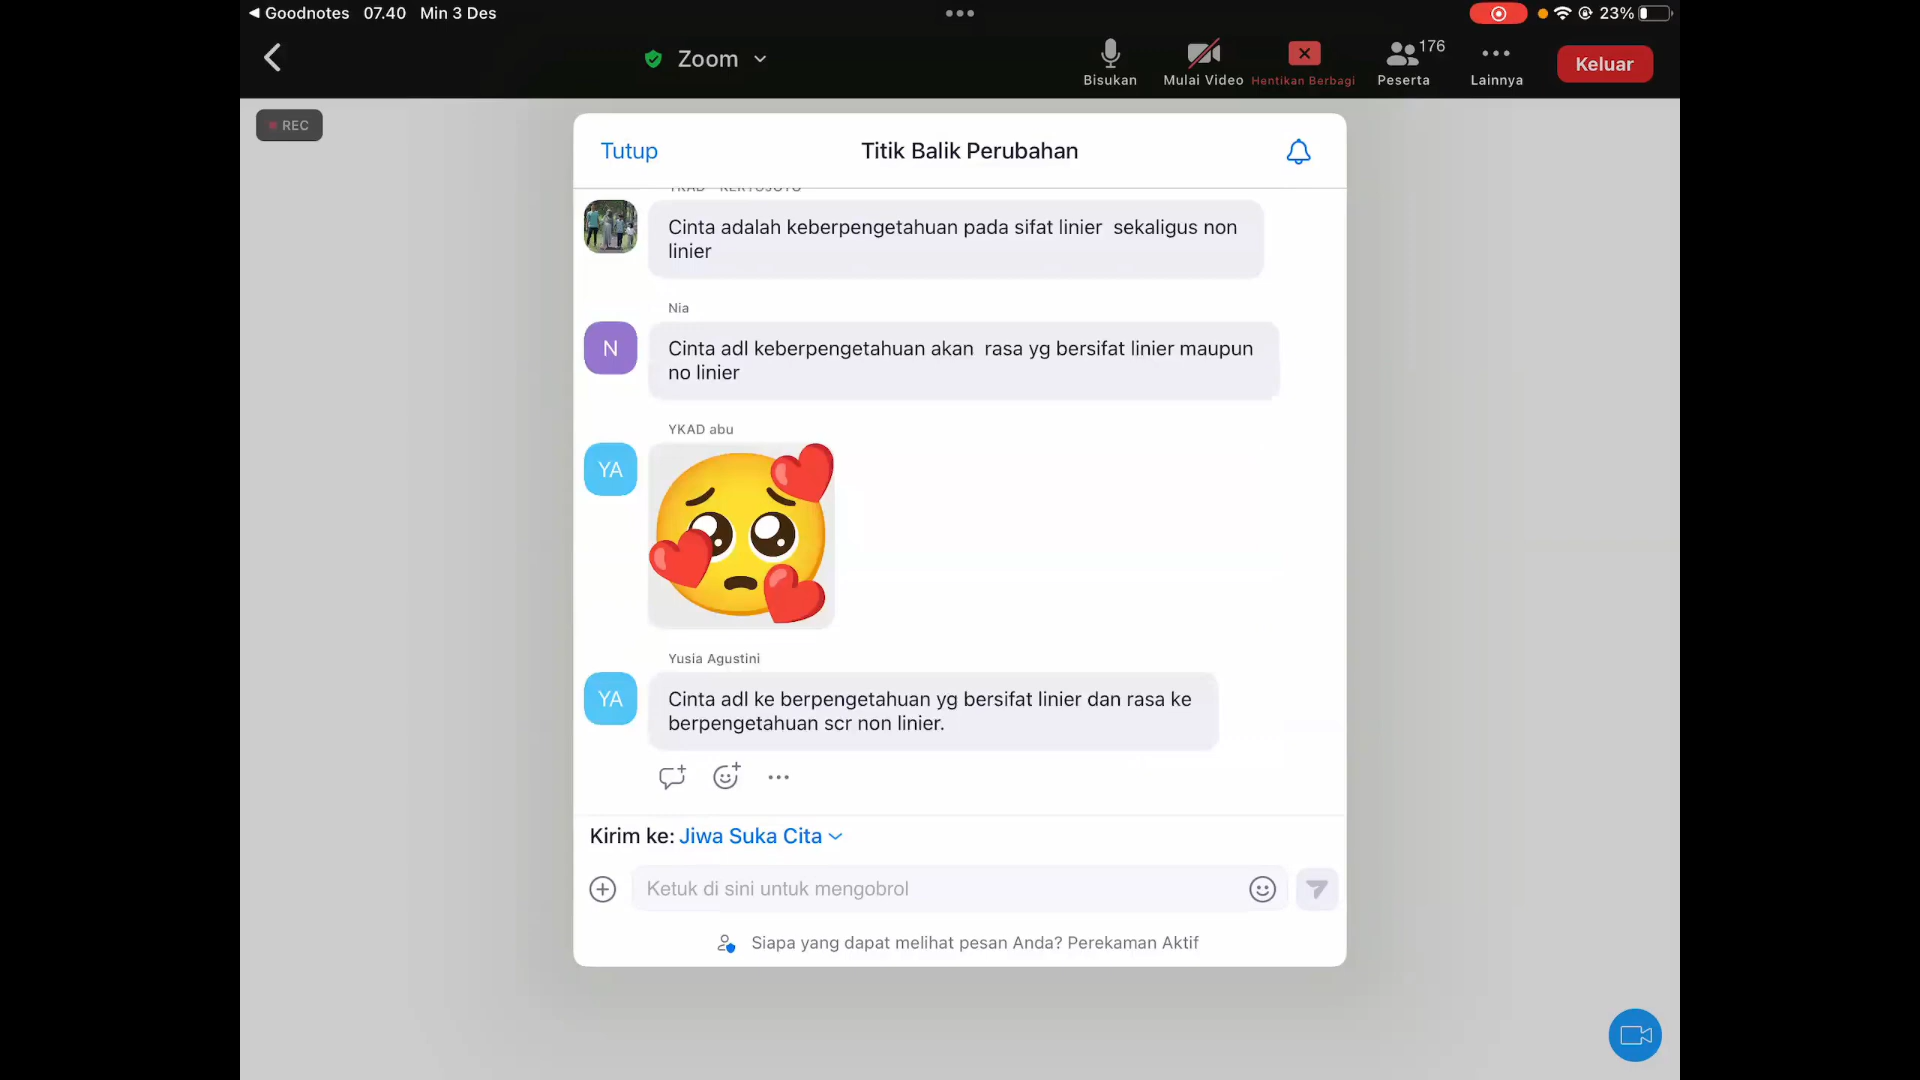 Goodnotes 07.40 Min 3 Des
23%
Zoom
Bisukan
Mulai Video
Hentikan Berbagi
176
Peserta
Lainnya
Keluar
REC
Tutup
Titik Balik Perubahan
Cinta adalah keberpengetahuan pada sifat linier sekaligus non
linier
Nia
N
Cinta adl keberpengetahuan akan rasa yg bersifat linier maupun
no linier
YKAD abu
YA
Yusia Agustini
YA
Cinta adl ke berpengetahuan yg bersifat linier dan rasa ke
berpengetahuan scr non linier.
Kirim ke: Jiwa Suka Cita
Ketuk di sini untuk mengobrol
Siapa yang dapat melihat pesan Anda? Perekaman Aktif